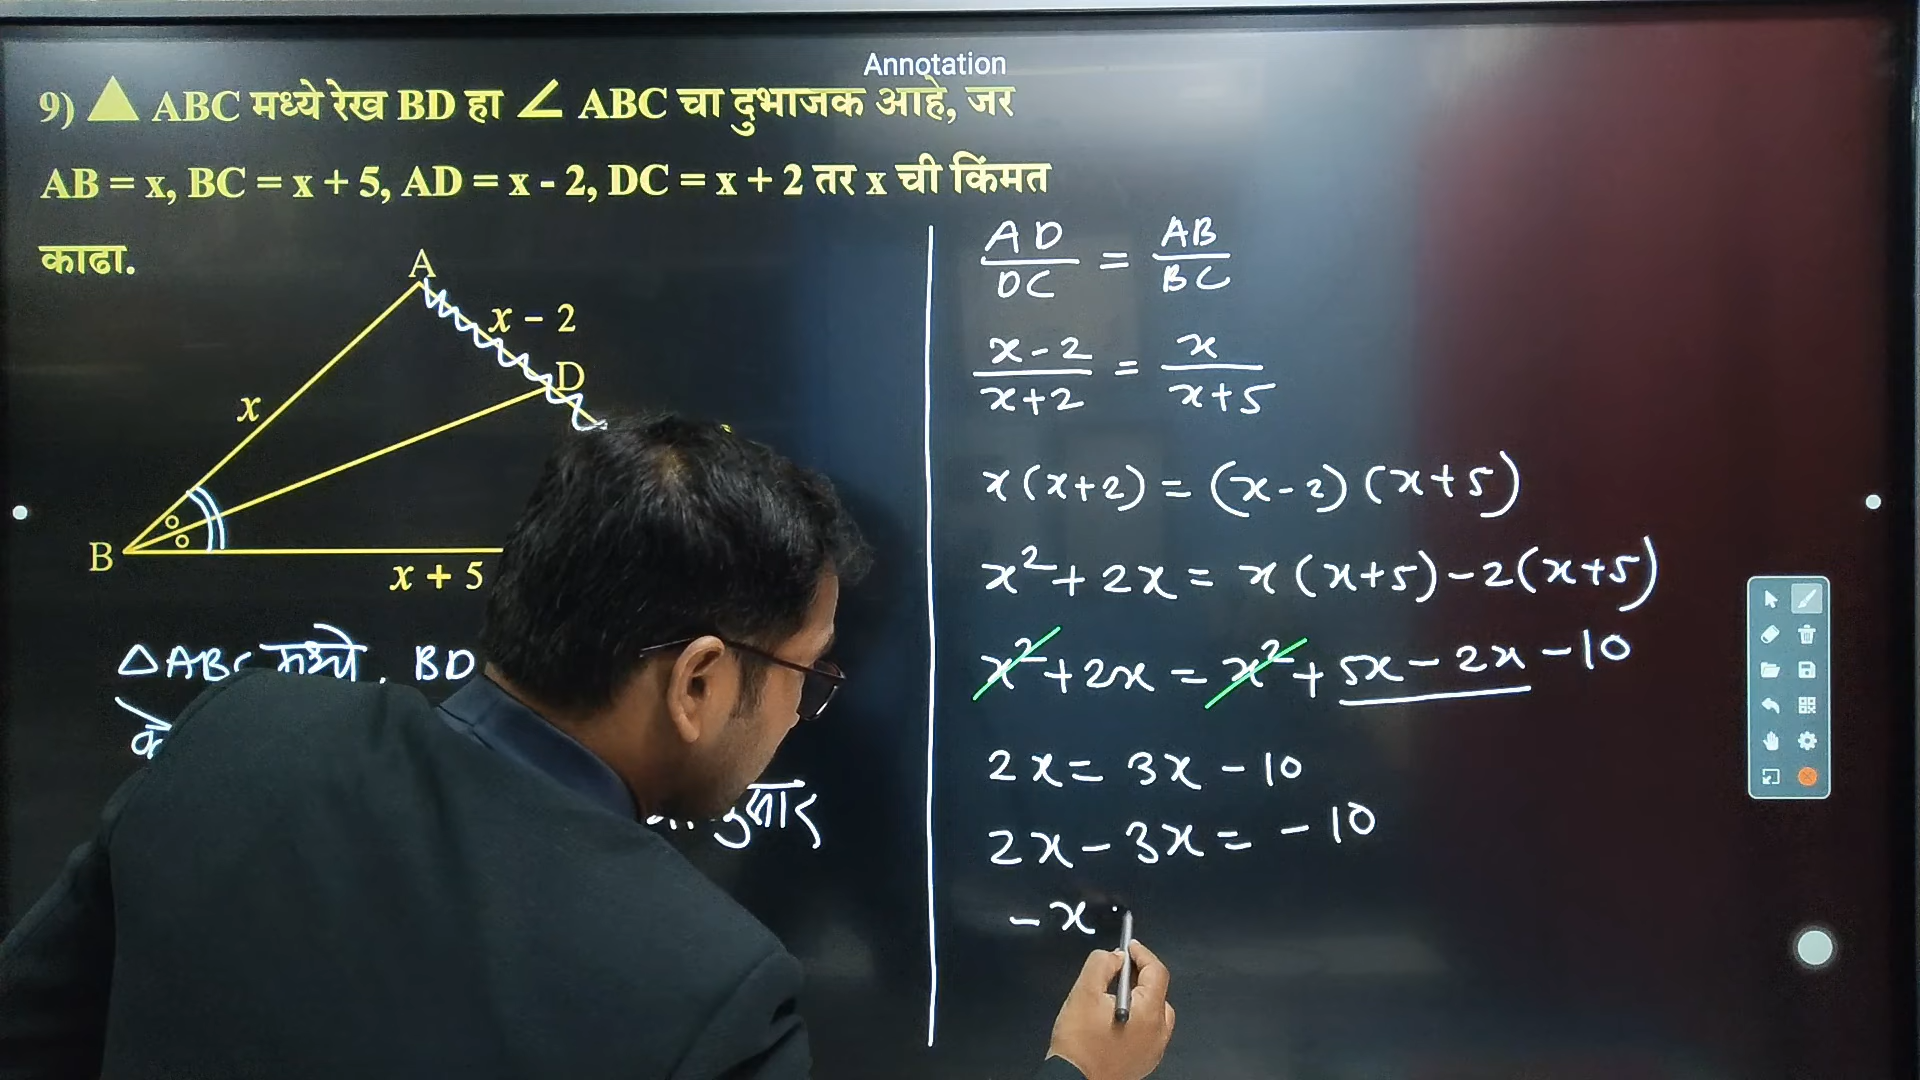 Annotation
9) ▲ ABC मध्ये रेख BD हा ∠ ABC चा दुभाजक आहे, जर
AB = x, BC = x + 5, AD = x - 2, DC = x + 2 तर x ची किंमत
काढा.
A
x − 2
D
x
B
x + 5
△ABC मध्ये, BD
AD/DC = AB/BC
x-2/x+2 = x/x+5
x(x+2) = (x-2)(x+5)
x²+2x = x(x+5)-2(x+5)
x²+2x = x²+5x-2x-10
2x = 3x-10
2x-3x = -10
-x